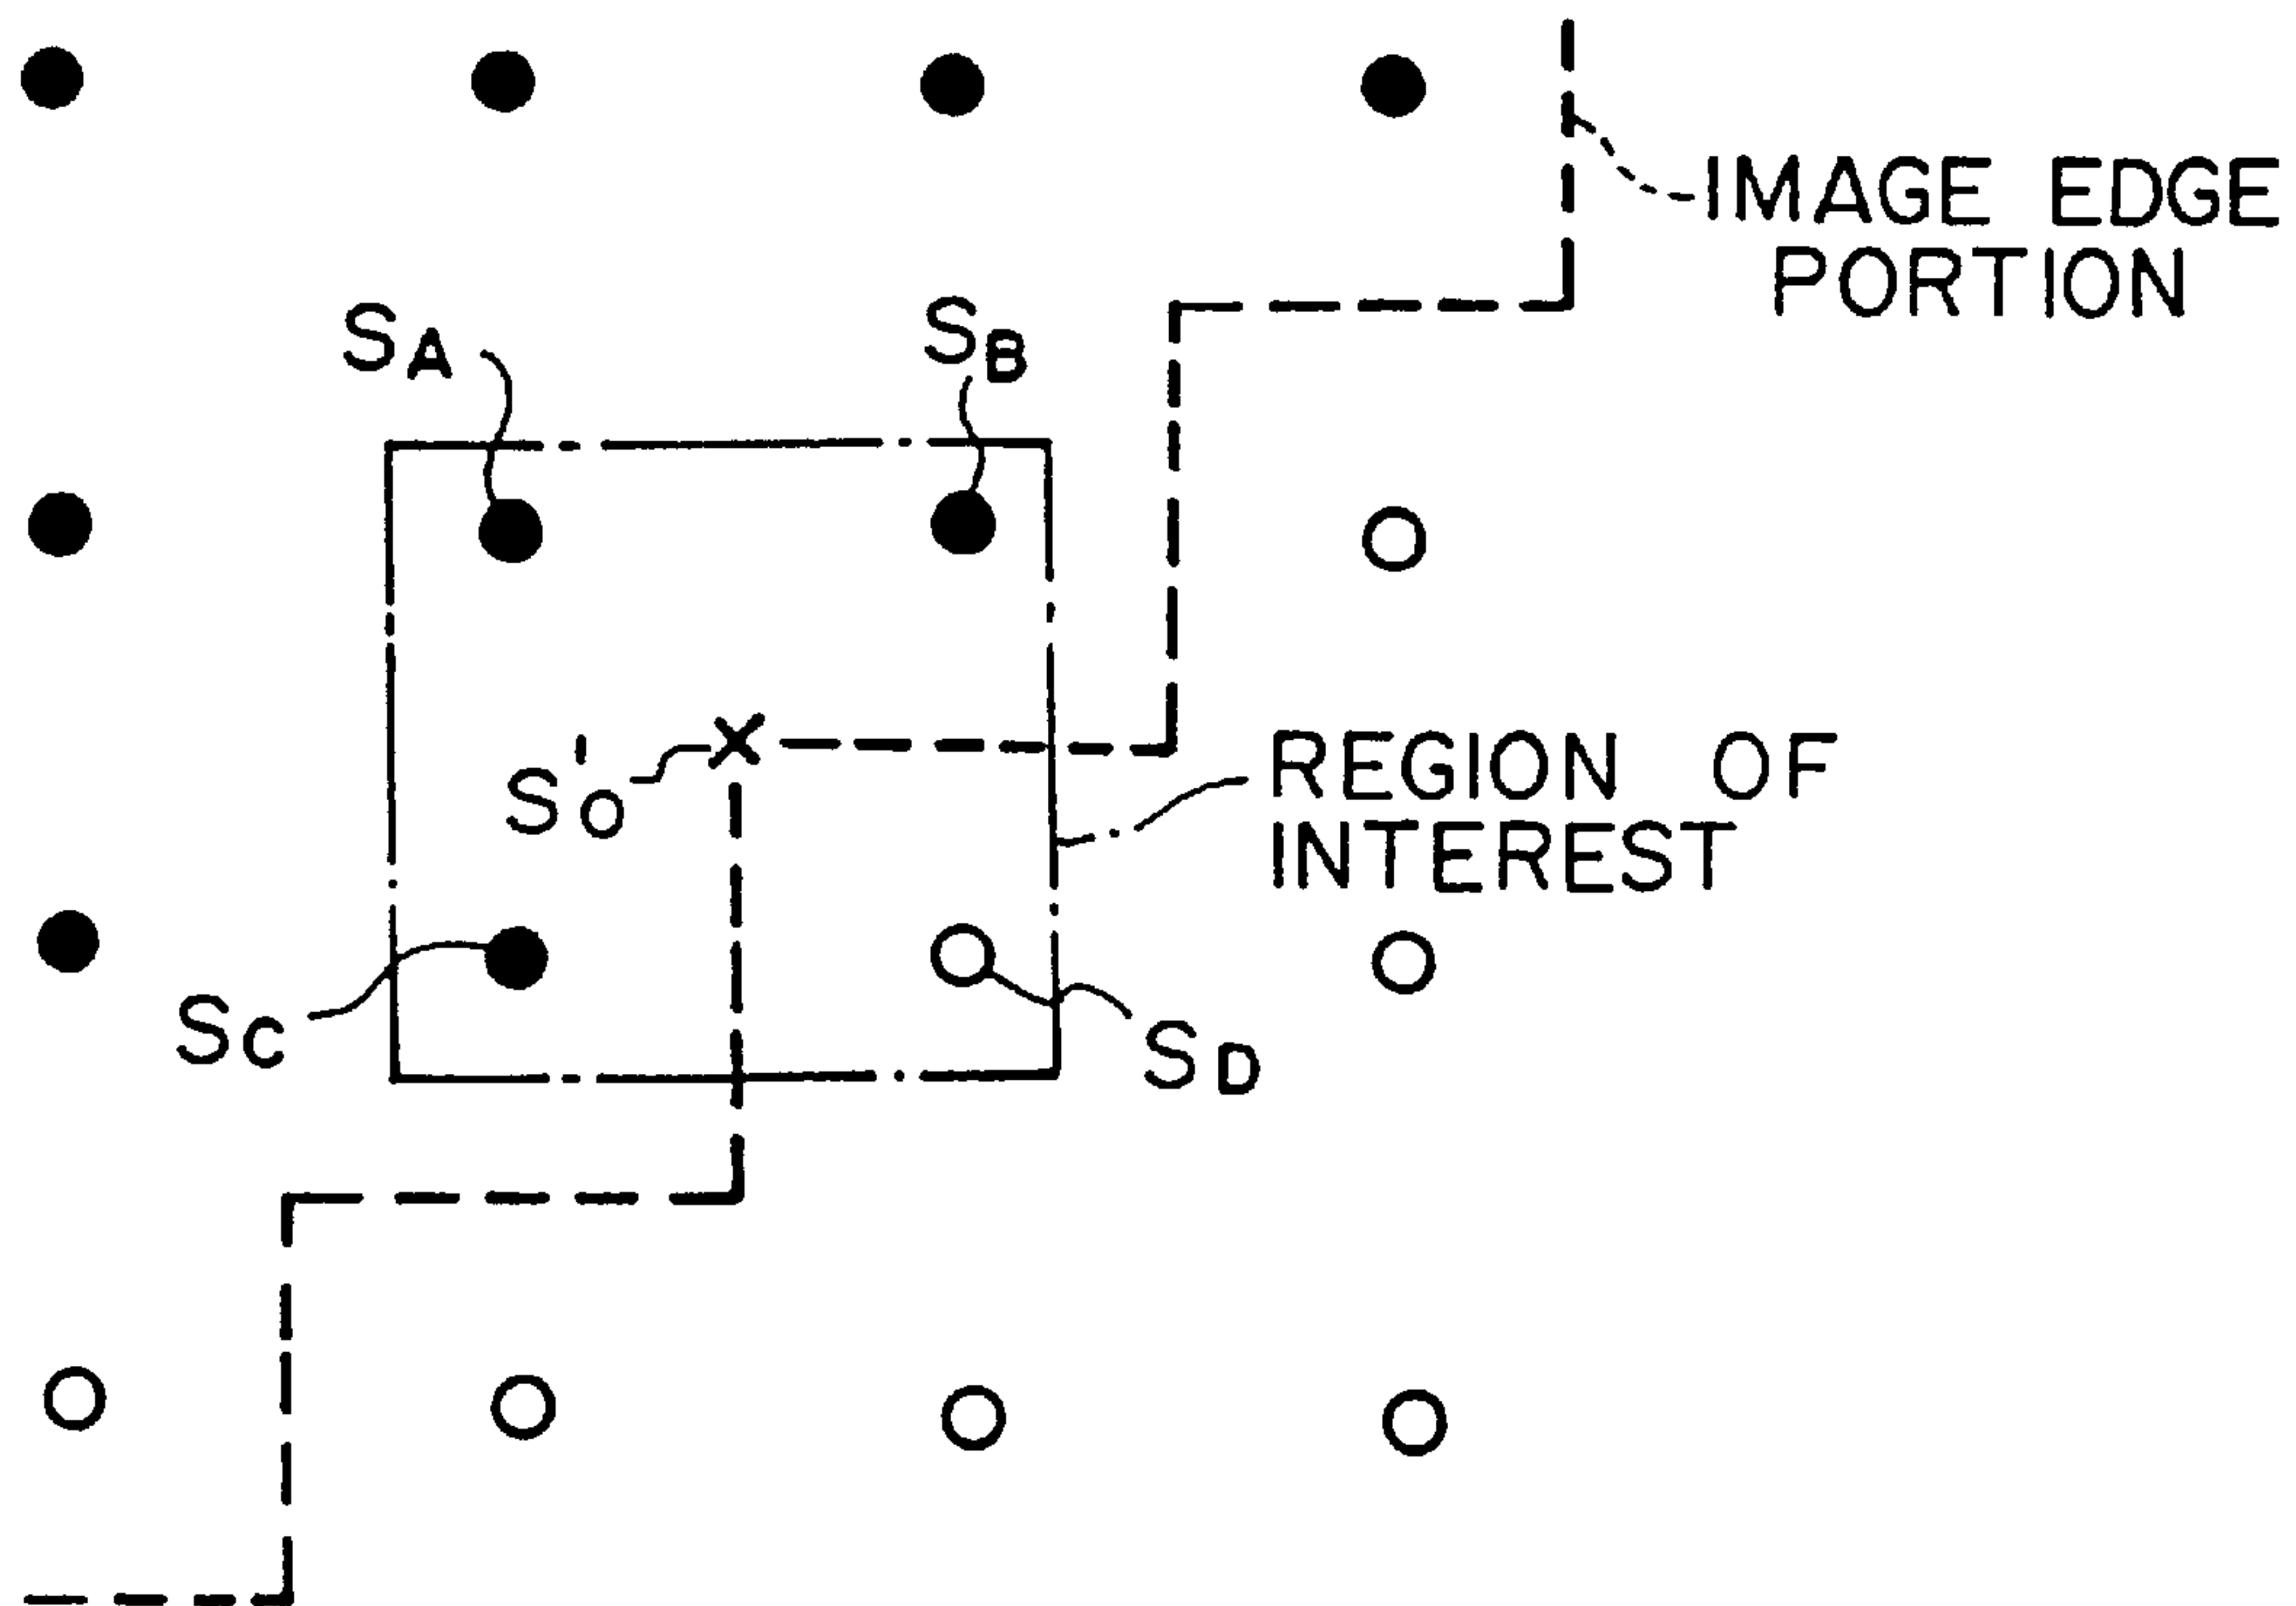 IMAGE EDGE
PORTION
SA
SB
S'O
REGION OF
INTEREST
SC
SD